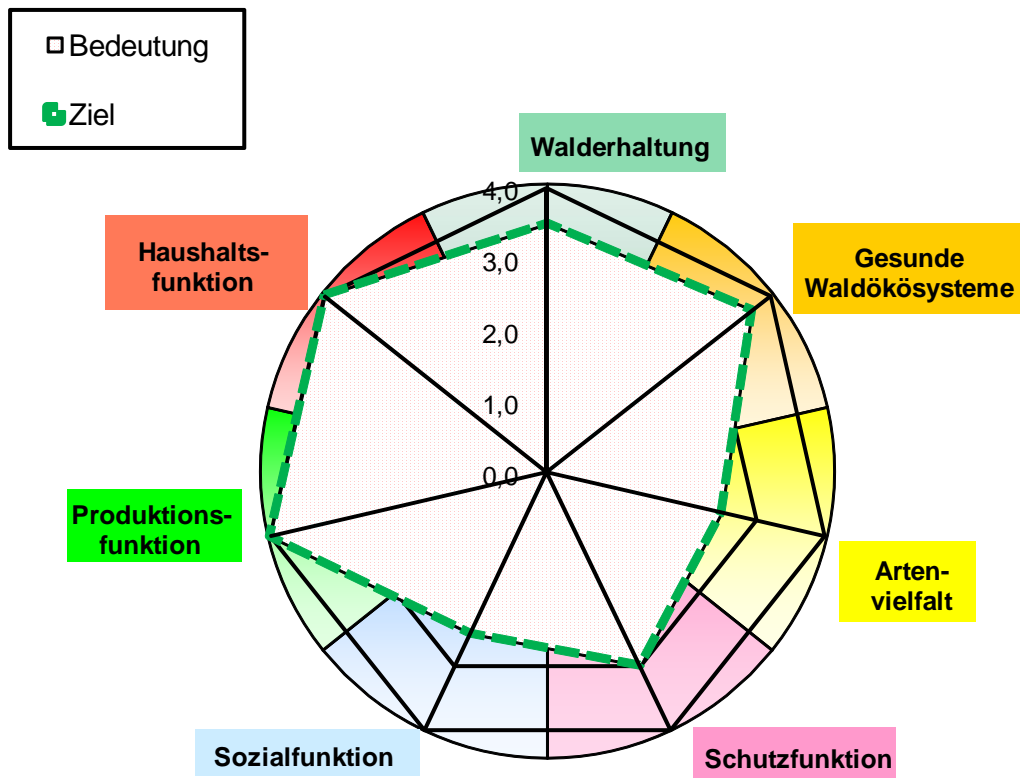 Bedeutung
Ziel
Walderhaltung
4,0
3,0
2,0
1,0
0,0
Haushalts-
funktion
Gesunde
Waldökösysteme
Produktions-
funktion
Arten-
vielfalt
Sozialfunktion
Schutzfunktion